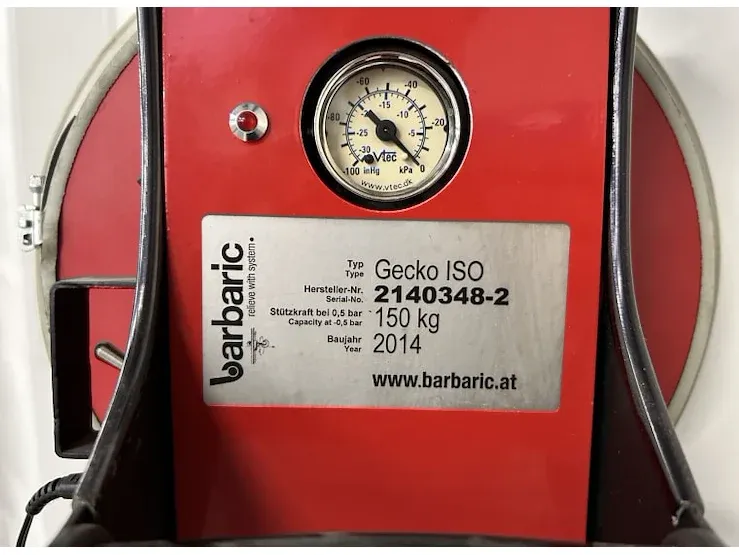 -60
-40
-80
-15
-20
-10
-20
-25
-5
-30
Vtec
-100 inHg
kPa 0
www.vtec.dk
barbaric
relieve with system.
Typ
Type
Gecko ISO
Hersteller-Nr.
Serial-No.
2140348-2
Stützkraft bei 0,5 bar
Capacity at -0,5 bar
150 kg
Baujahr
Year
2014
www.barbaric.at